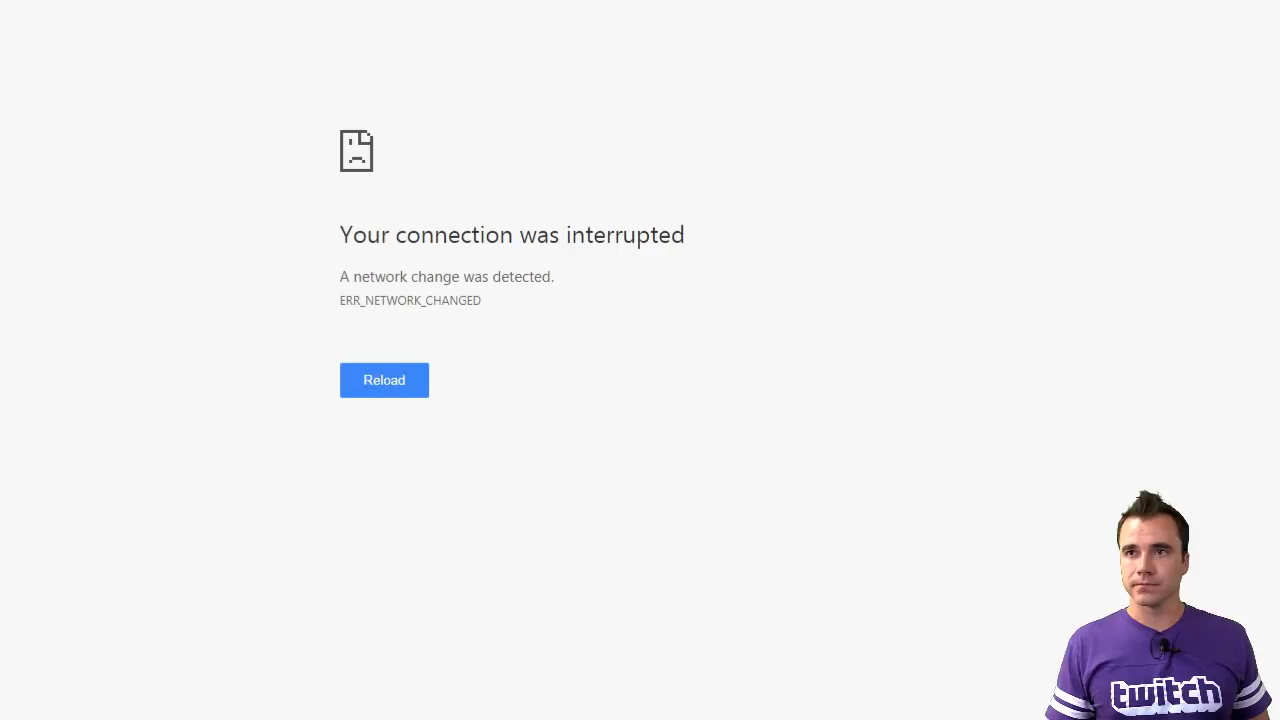 Your connection was interrupted
A network change was detected.
ERR_NETWORK_CHANGED
Reload
twitch